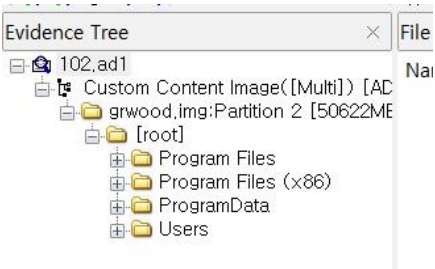 Evidence Tree
File
102,ad1
Custom Content Image([Multi]) [AD
grwood,img:Partition 2 [50622ME
[root]
Program Files
Program Files (x86)
ProgramData
Users